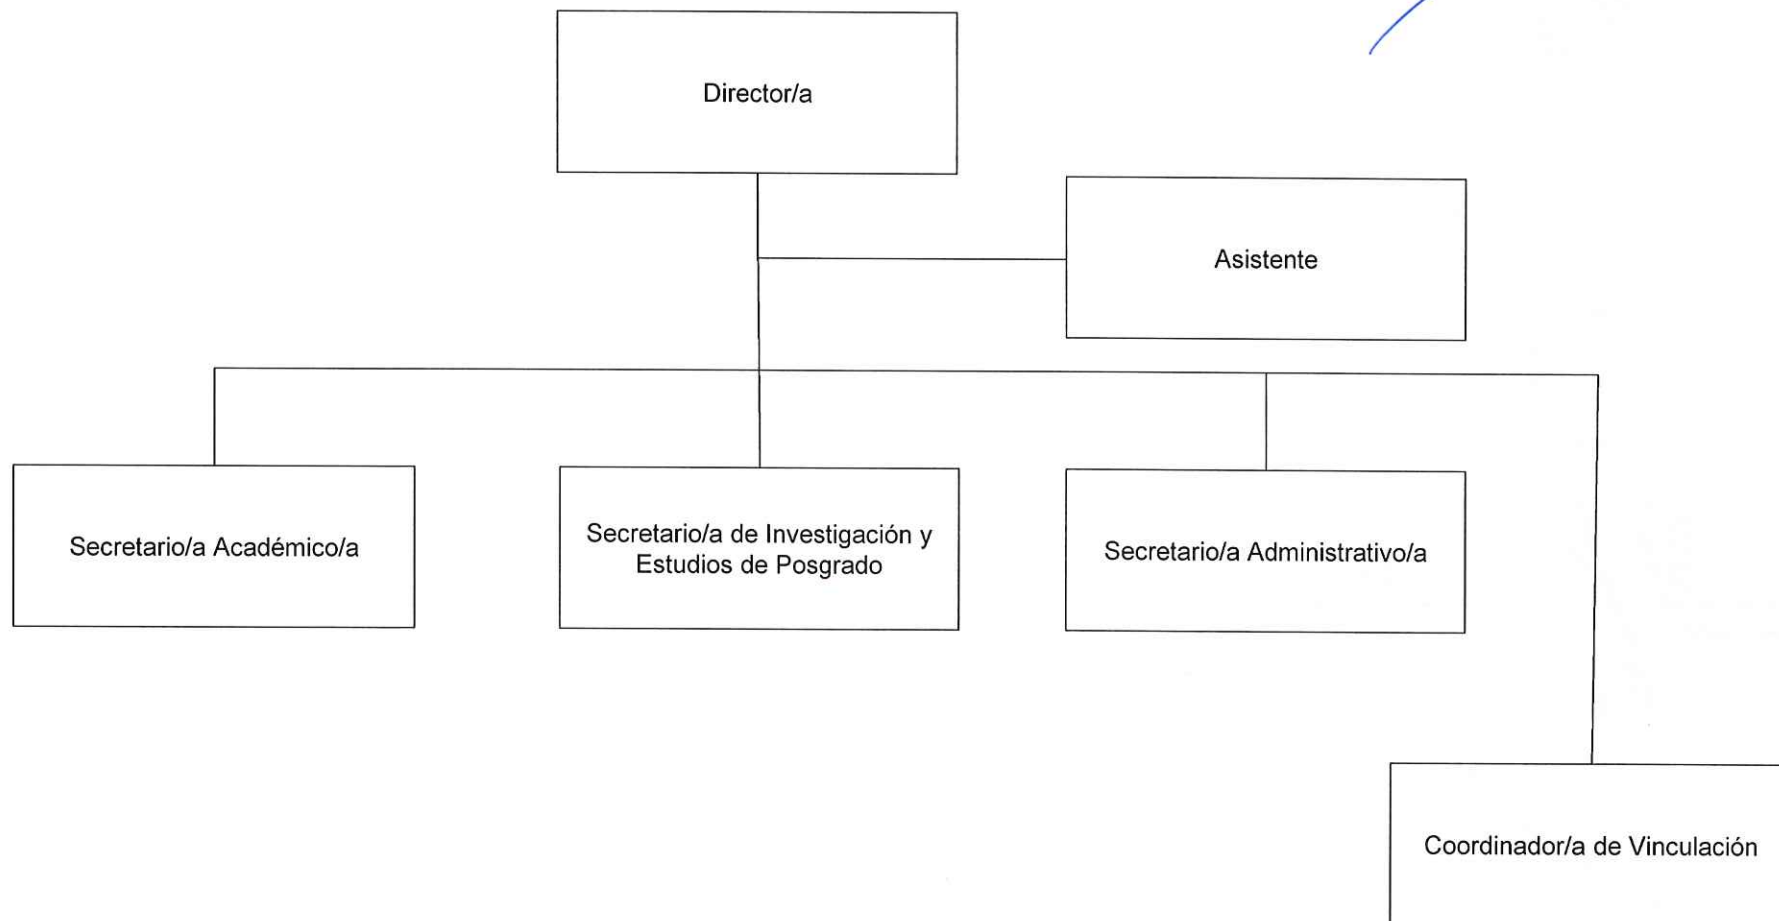 Director/a
Asistente
Secretario/a Académico/a
Secretario/a de Investigación y
Estudios de Posgrado
Secretario/a Administrativo/a
Coordinador/a de Vinculación